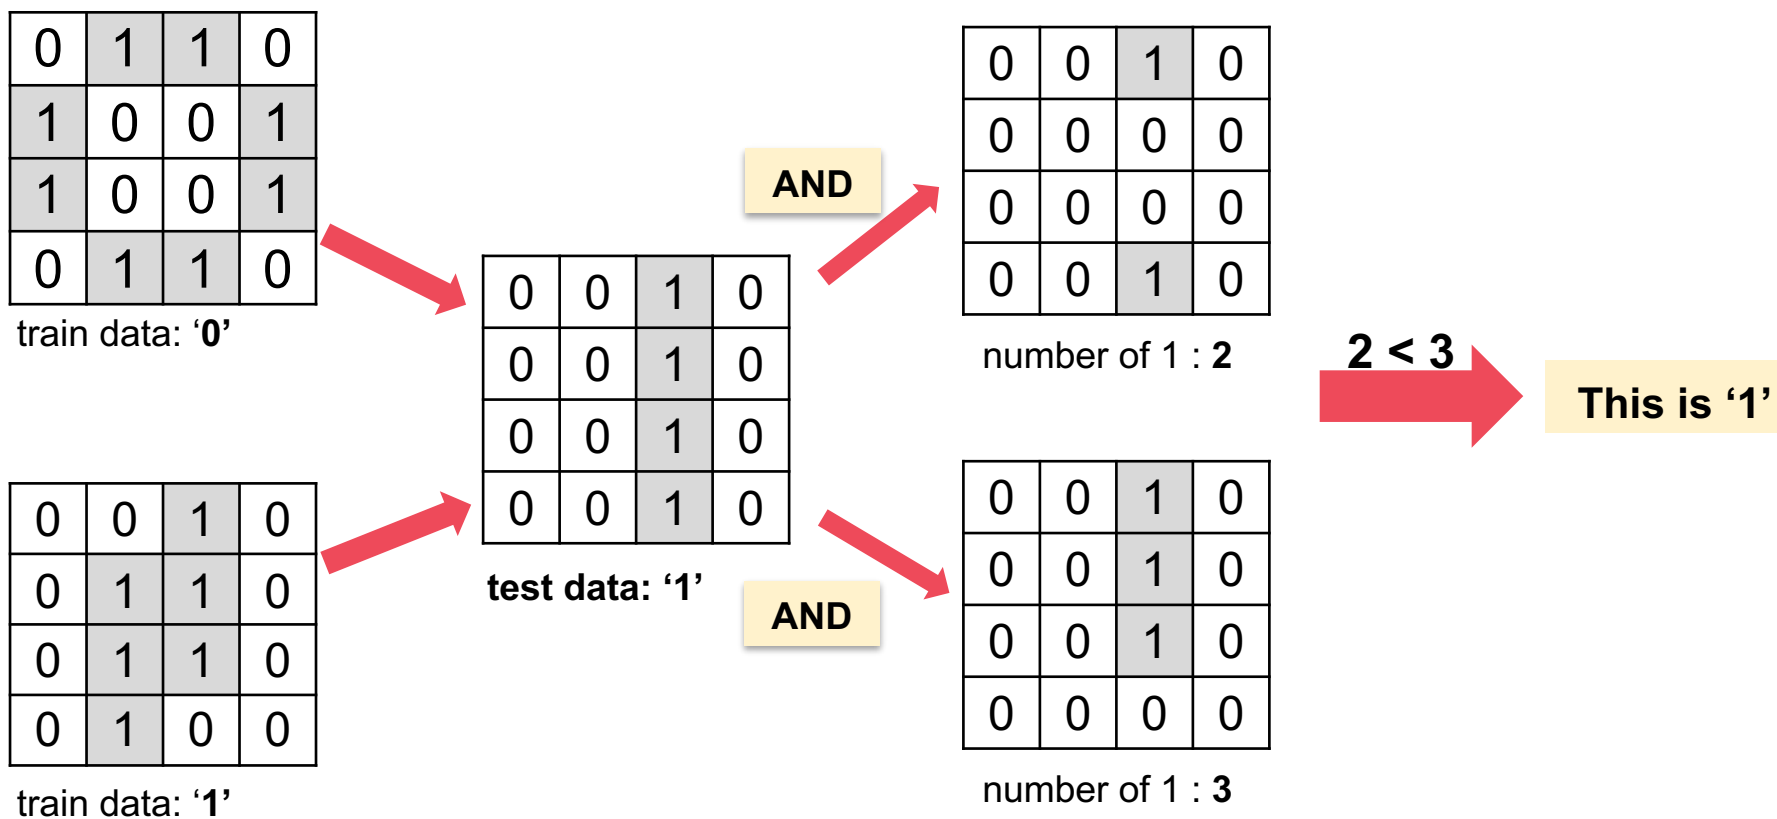 0 1 1 0
1 0 0 1
1 0 0 1
0 1 1 0
train data: ‘0’
0 0 1 0
0 1 1 0
0 1 1 0
0 1 0 0
train data: ‘1’
0 0 1 0
0 0 1 0
0 0 1 0
0 0 1 0
test data: ‘1’
AND
AND
0 0 1 0
0 0 0 0
0 0 0 0
0 0 1 0
number of 1 : 2
0 0 1 0
0 0 1 0
0 0 1 0
0 0 0 0
number of 1 : 3
2 < 3
This is ‘1’